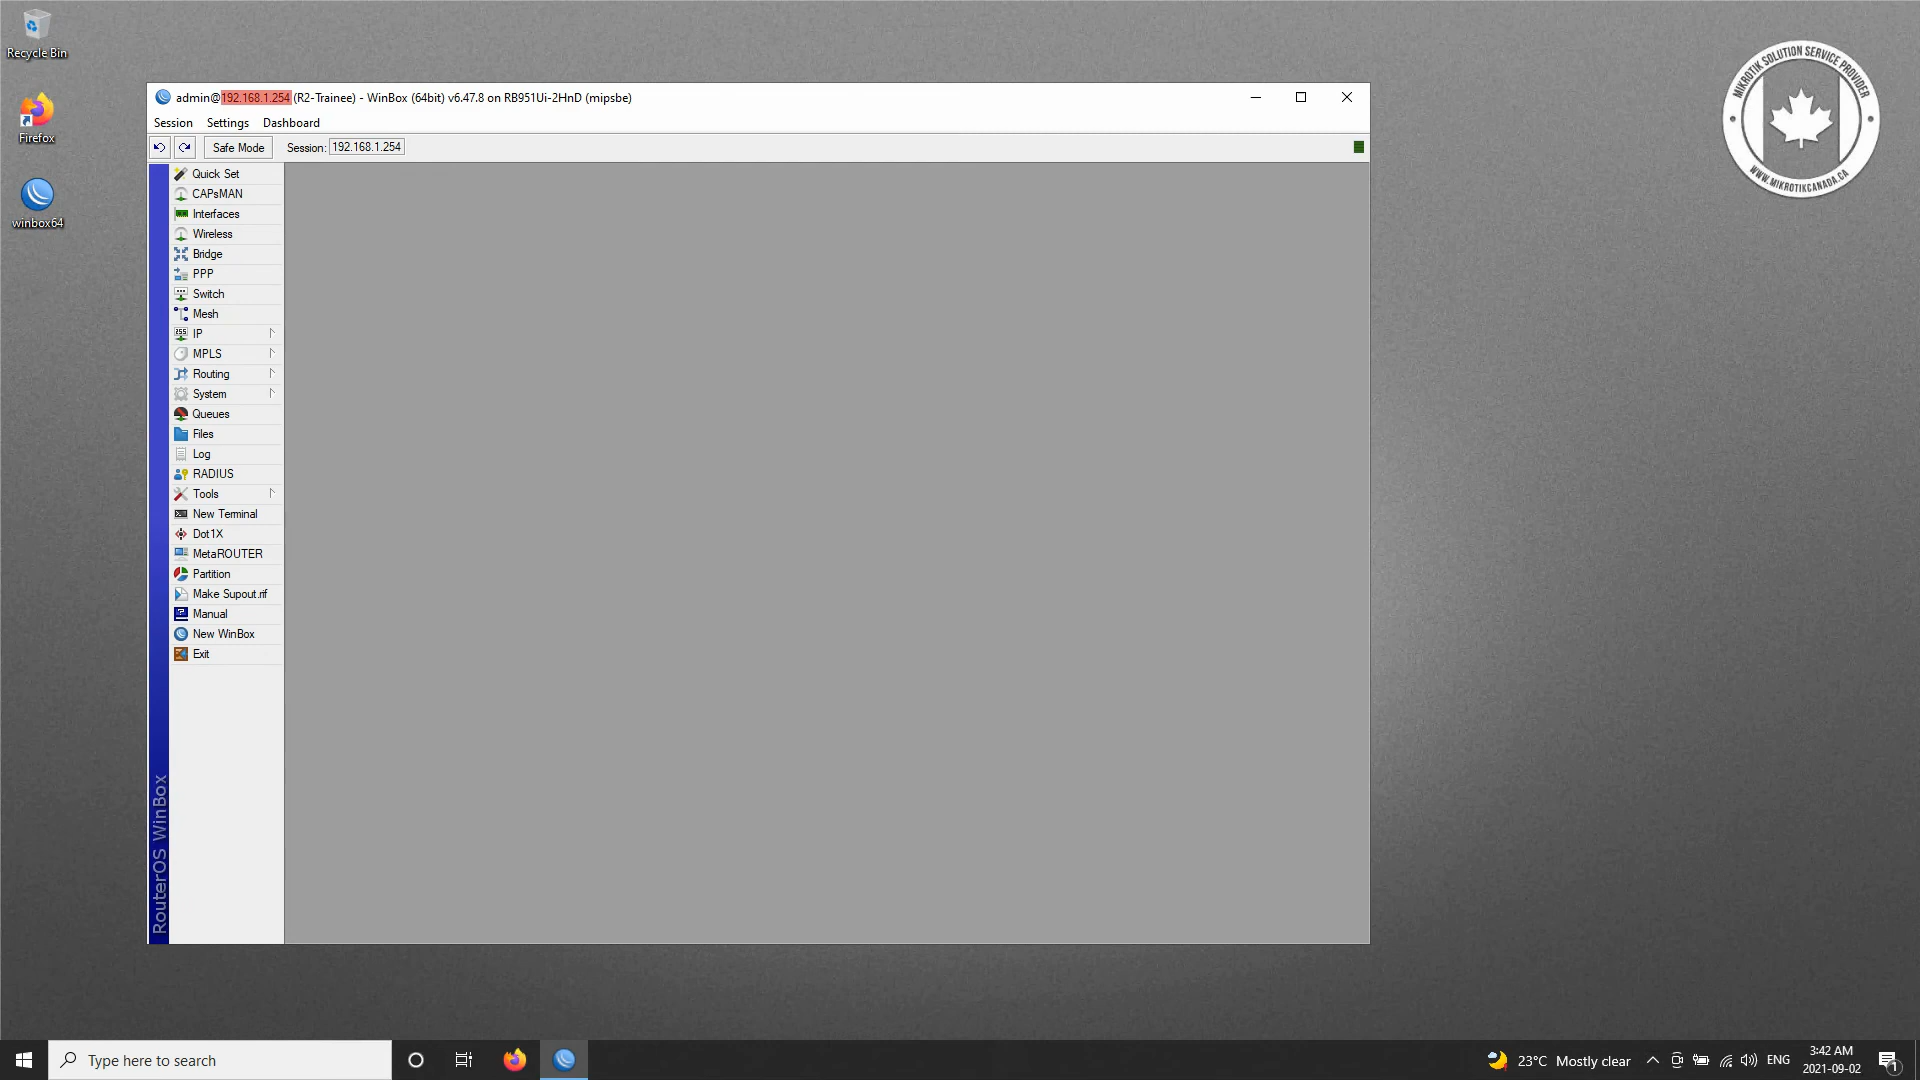 Recycle Bin
Firefox
winbox64
admin@192.168.1.254 (R2-Trainee) - WinBox (64bit) v6.47.8 on RB951Ui-2HnD (mipsbe)
Session Settings Dashboard
Safe Mode Session: 192.168.1.254
Quick Set
CAPsMAN
Interfaces
Wireless
Bridge
PPP
Switch
Mesh
IP
MPLS
Routing
System
Queues
Files
Log
RADIUS
Tools
New Terminal
Dot1X
MetaROUTER
Partition
Make Supout.rif
Manual
New WinBox
Exit
RouterOS WinBox
MIKROTIK SOLUTION SERVICE PROVIDER
WWW.MIKROTIKCANADA.CA
Type here to search
23°C Mostly clear
ENG
3:42 AM
2021-09-02
1